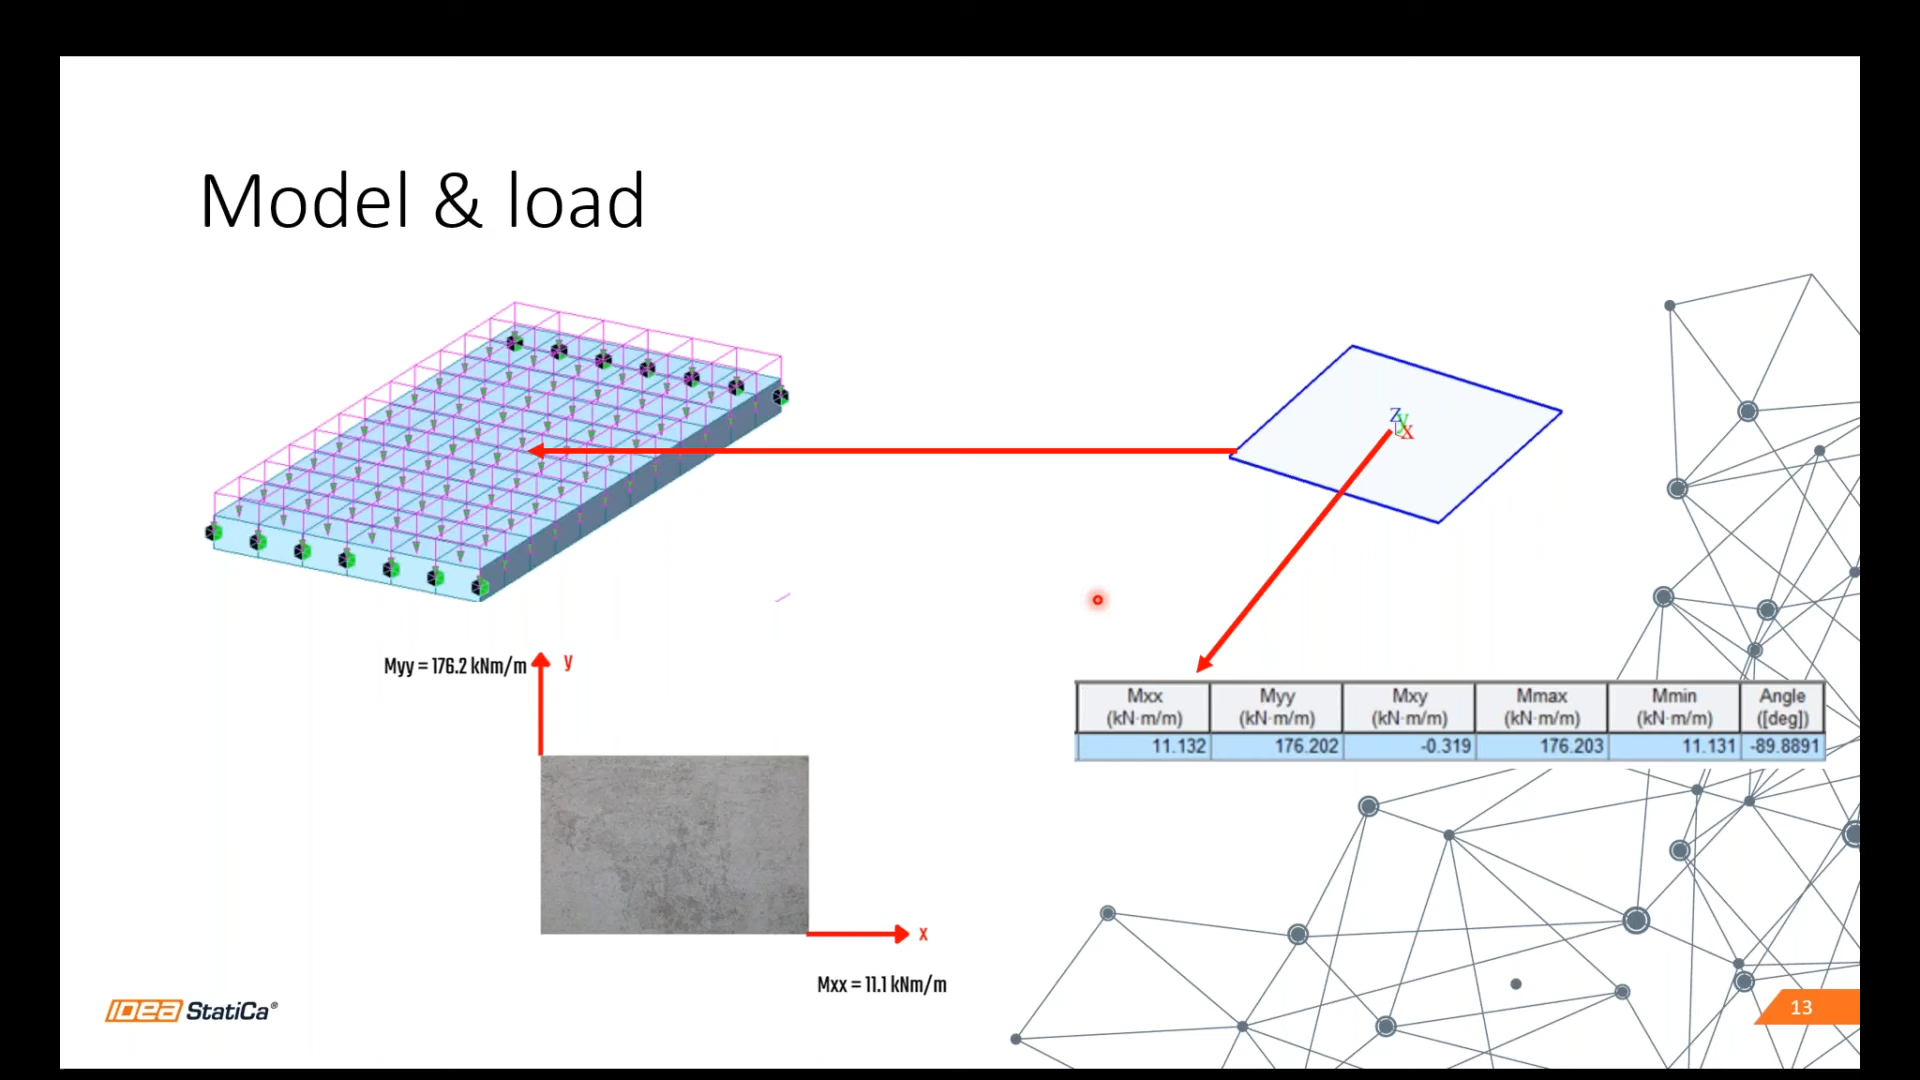 Model & load
Z
y
x
Myy = 176.2 kNm/m
y
Mxx Myy Mxy Mmax Mmin Angle
(kN·m/m) (kN·m/m) (kN·m/m) (kN·m/m) (kN·m/m) ([deg])
11.132 176.202 -0.319 176.203 11.131 -89.8891
x
Mxx = 11.1 kNm/m
IDEA StatiCa®
13